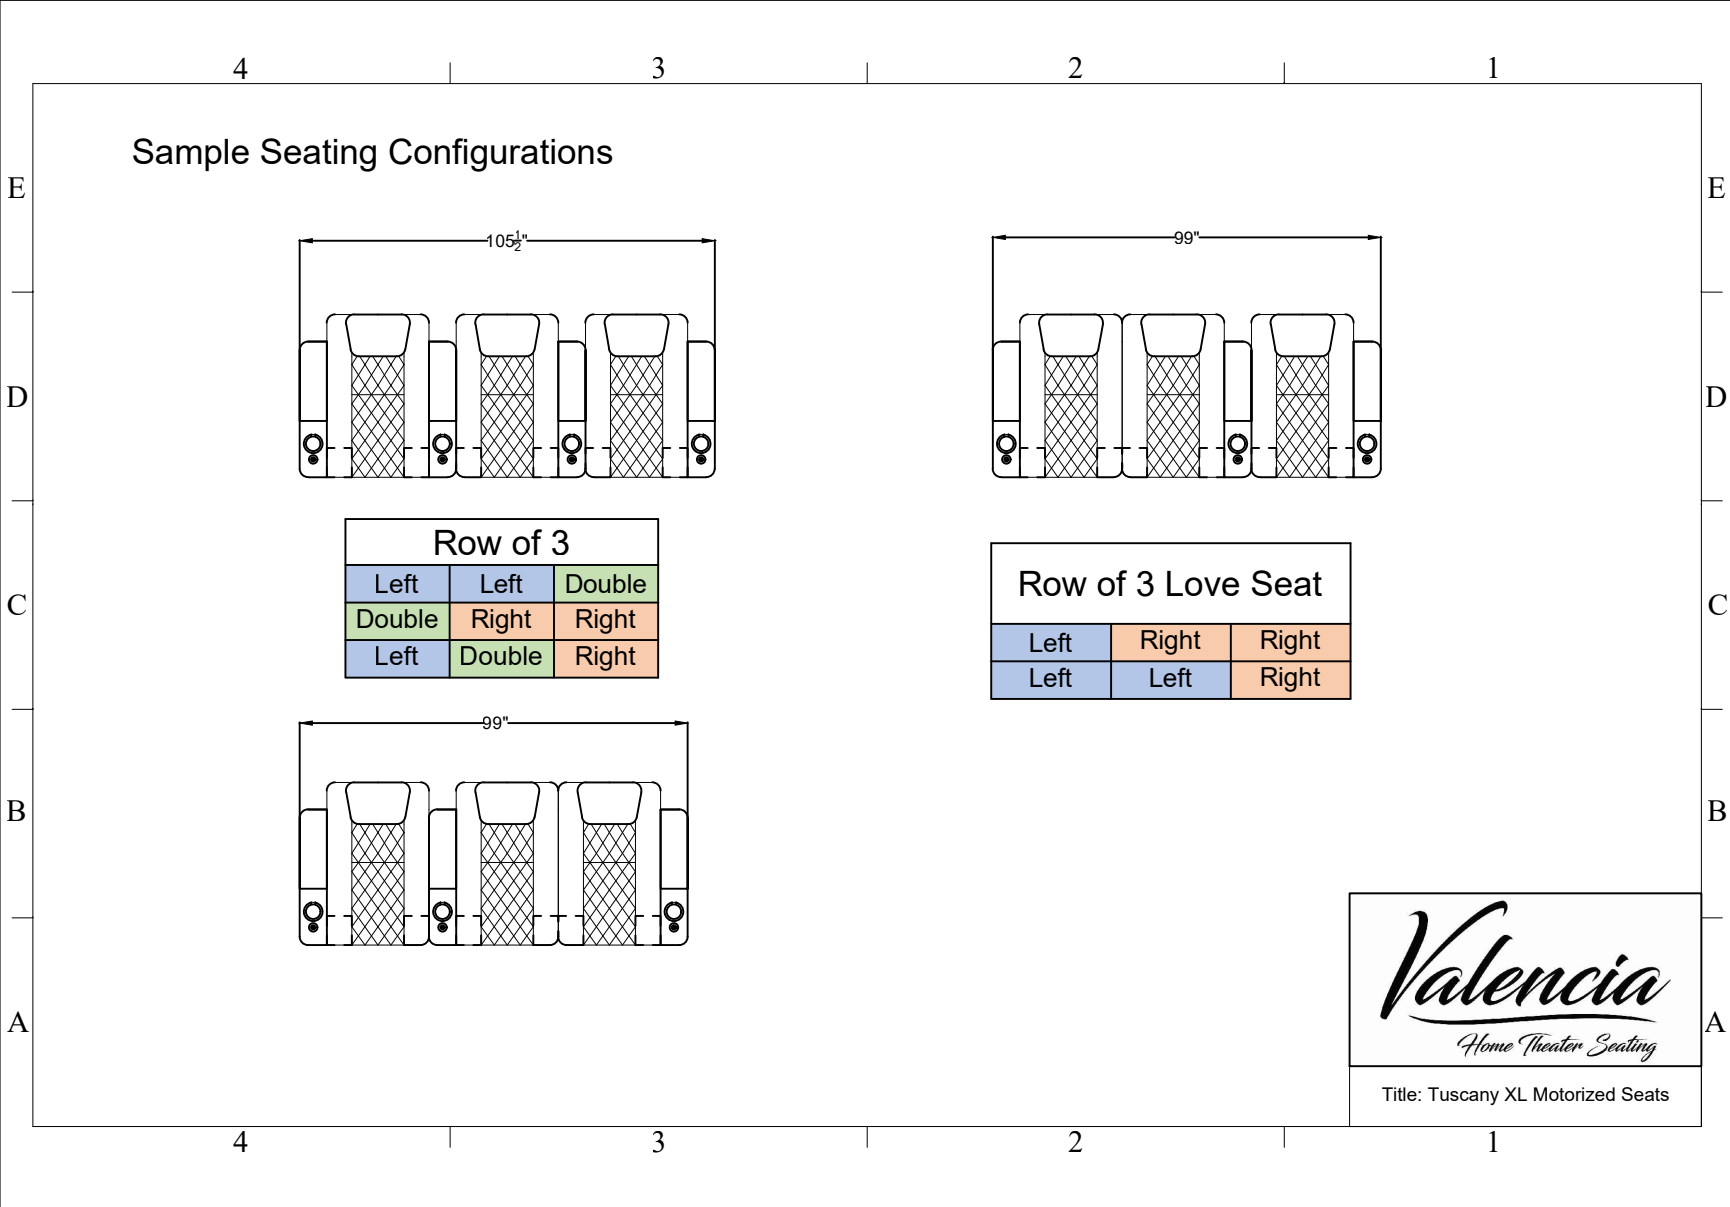 4 3 2 1
Sample Seating Configurations
E E
105½"
99"
D D
Row of 3
Left Left Double
Double Right Right
Left Double Right
Row of 3 Love Seat
Left Right Right
Left Left Right
C C
99"
B B
Valencia
Home Theater Seating
A A
Title: Tuscany XL Motorized Seats
4 3 2 1